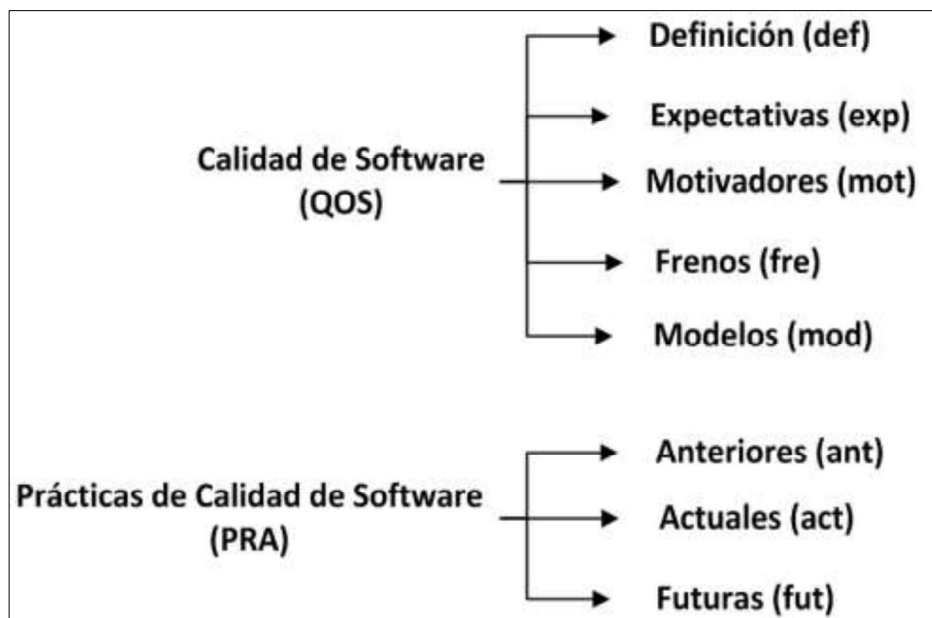 Calidad de Software
(QOS)
Definición (def)
Expectativas (exp)
Motivadores (mot)
Frenos (fre)
Modelos (mod)
Prácticas de Calidad de Software
(PRA)
Anteriores (ant)
Actuales (act)
Futuras (fut)